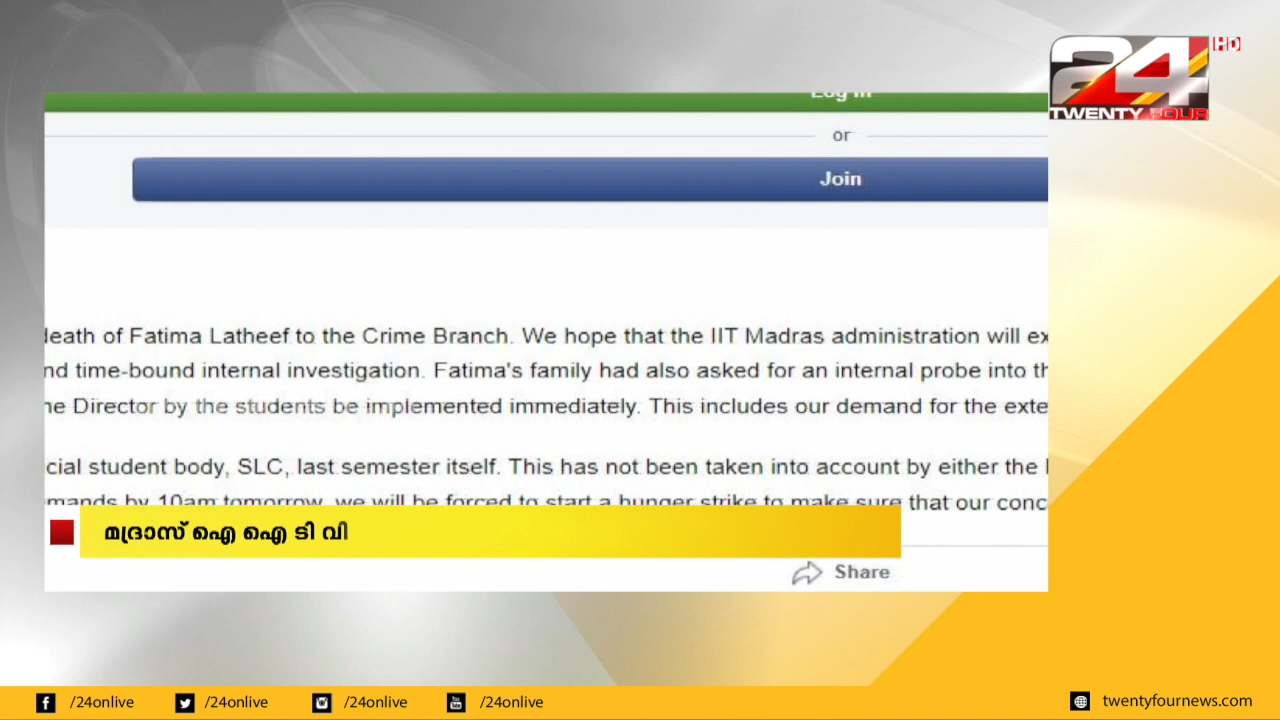 24
HD
TWENTY FOUR
Log In
or
Join
death of Fatima Latheef to the Crime Branch. We hope that the IIT Madras administration will ex
nd time-bound internal investigation. Fatima's family had also asked for an internal probe into th
he Director by the students be implemented immediately. This includes our demand for the exte
cial student body, SLC, last semester itself. This has not been taken into account by either the
mands by 10am tomorrow, we will be forced to start a hunger strike to make sure that our conc
മദ്രാസ് ഐ ഐ ടി വി
Share
/24onlive
/24onlive
/24onlive
/24onlive
twentyfournews.com